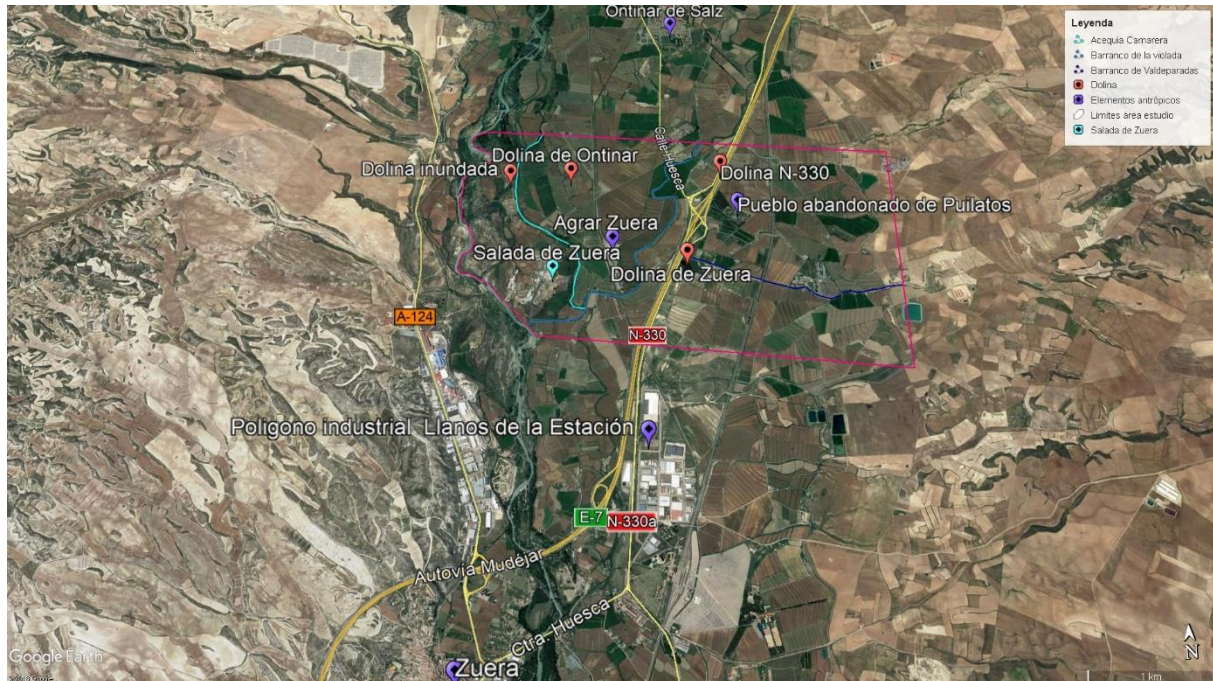 Ontinar de Salz
Leyenda
Acequia Camarera
Barranco de la violada
Barranco de Valdeparadas
Dolina
Elementos antrópicos
Límites área estudio
Salada de Zuera
Calle Huesca
Dolina inundada
Dolina de Ontinar
Dolina N-330
Pueblo abandonado de Puilatos
Agrar Zuera
Salada de Zuera
Dolina de Zuera
A-124
N-330
Poligono industrial Llanos de la Estación
E-7
N-330a
Autovía Mudéjar
Ctra. Huesca
Google Earth
Zuera
N
1 km